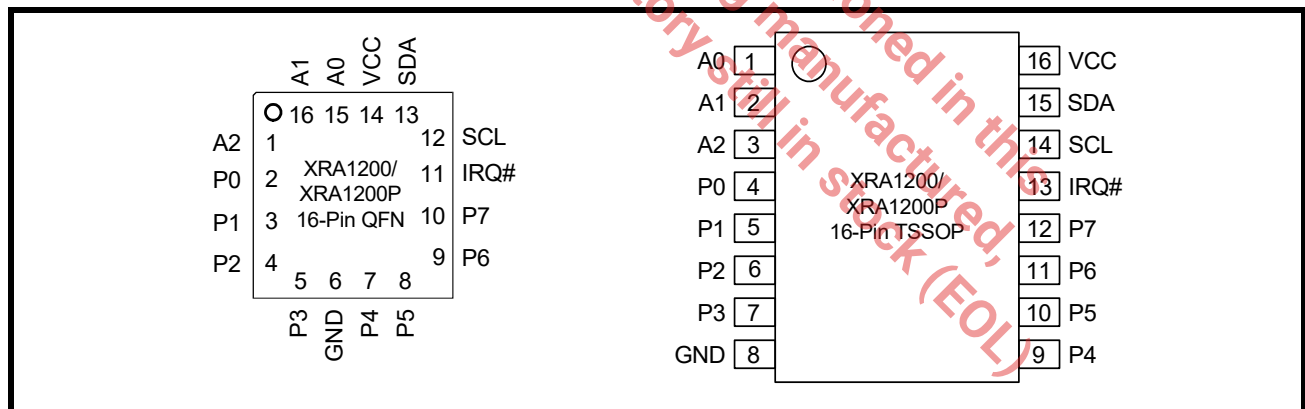 A1 A0 VCC SDA
16 15 14 13
A2 1
P0 2
P1 3
P2 4
XRA1200/
XRA1200P
16-Pin QFN
12 SCL
11 IRQ#
10 P7
9 P6
5 6 7 8
P3 GND P4 P5
A0 1
A1 2
A2 3
P0 4
P1 5
P2 6
P3 7
GND 8
XRA1200/
XRA1200P
16-Pin TSSOP
16 VCC
15 SDA
14 SCL
13 IRQ#
12 P7
11 P6
10 P5
9 P4
oned in this
manufactured,
ory still in stock (EOL)